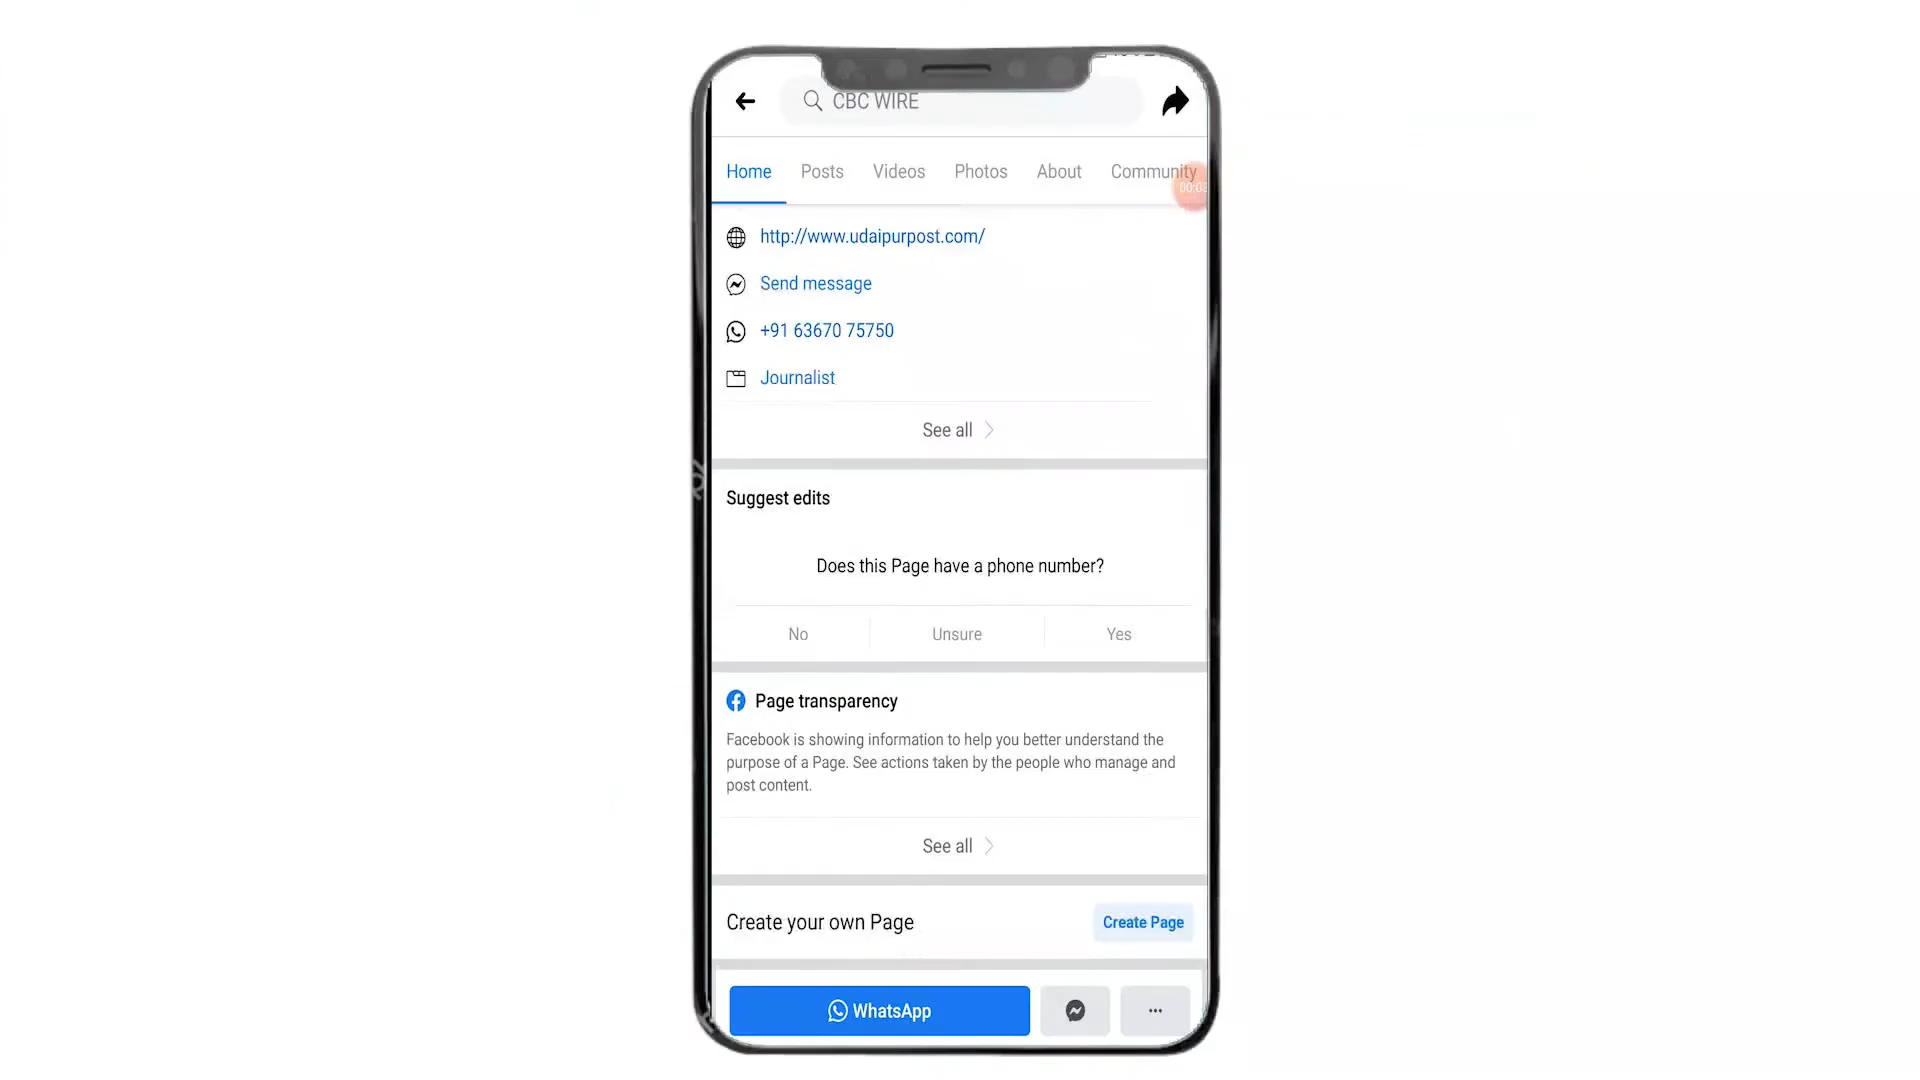 CBC WIRE
Home Posts Videos Photos About Community
http://www.udaipurpost.com/
Send message
+91 63670 75750
Journalist
See all
Suggest edits
Does this Page have a phone number?
No Unsure Yes
Page transparency
Facebook is showing information to help you better understand the
purpose of a Page. See actions taken by the people who manage and
post content.
See all
Create your own Page Create Page
WhatsApp